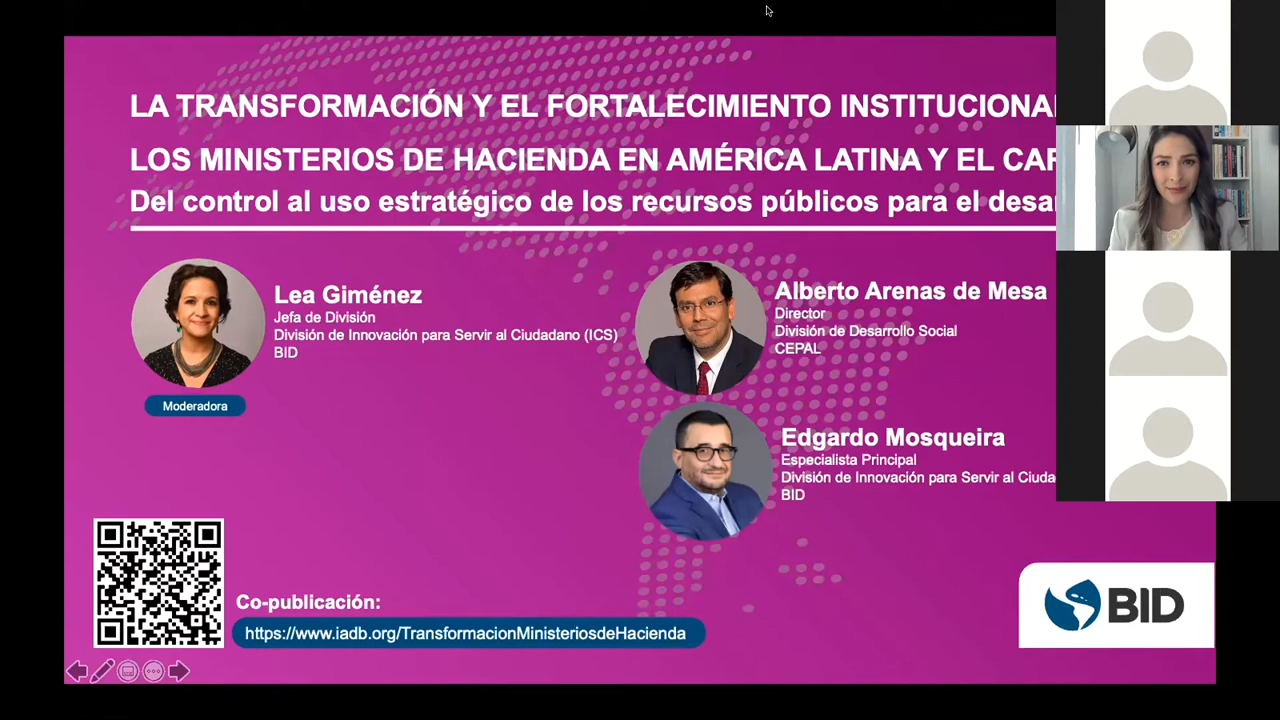 LA TRANSFORMACIÓN Y EL FORTALECIMIENTO INSTITUCIONAL
LOS MINISTERIOS DE HACIENDA EN AMÉRICA LATINA Y EL CAR
Del control al uso estratégico de los recursos públicos para el desar
Lea Giménez
Jefa de División
División de Innovación para Servir al Ciudadano (ICS)
BID
Moderadora
Alberto Arenas de Mesa
Director
División de Desarrollo Social
CEPAL
Edgardo Mosqueira
Especialista Principal
División de Innovación para Servir al Ciuda
BID
Co-publicación:
https://www.iadb.org/TransformacionMinisteriosdeHacienda
BID